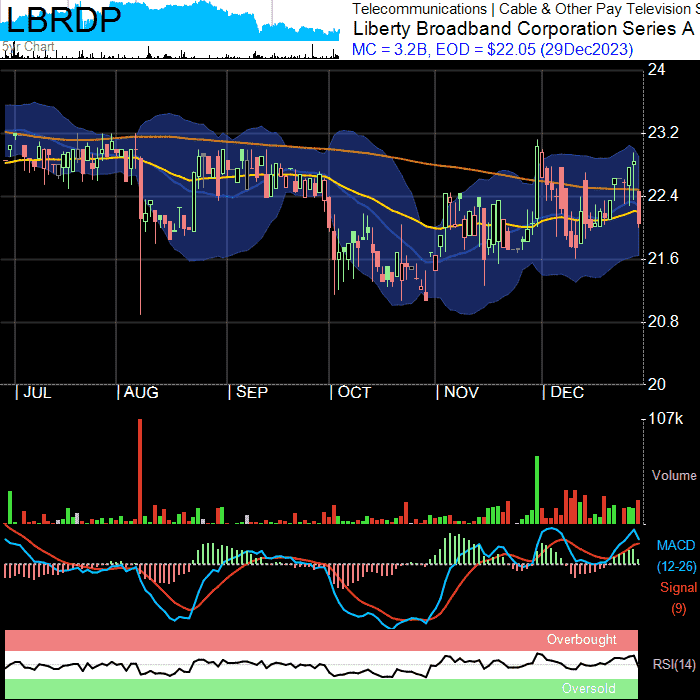 LBRDP
5yr Chart
Telecommunications | Cable & Other Pay Television S
Liberty Broadband Corporation Series A
MC = 3.2B, EOD = $22.05 (29Dec2023)
24
23.2
22.4
21.6
20.8
20
| JUL | AUG | SEP | OCT | NOV | DEC
107k
Volume
MACD
(12-26)
Signal
(9)
Overbought
RSI(14)
Oversold